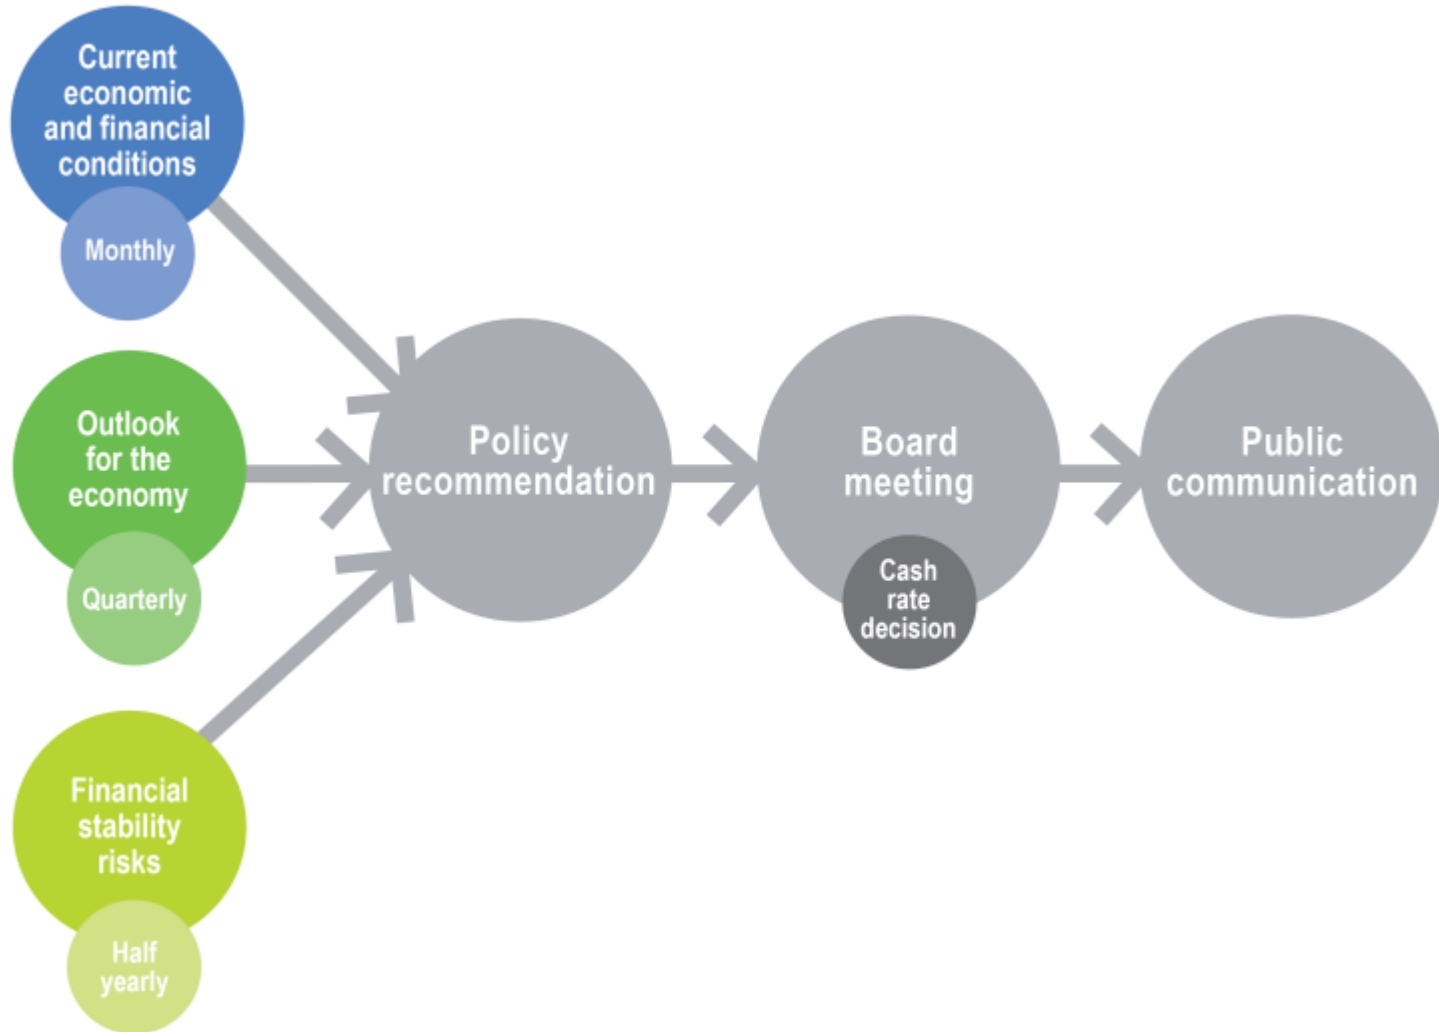 Current
economic
and financial
conditions
Monthly
Outlook
for the
economy
Quarterly
Financial
stability
risks
Half
yearly
Policy
recommendation
Board
meeting
Cash
rate
decision
Public
communication